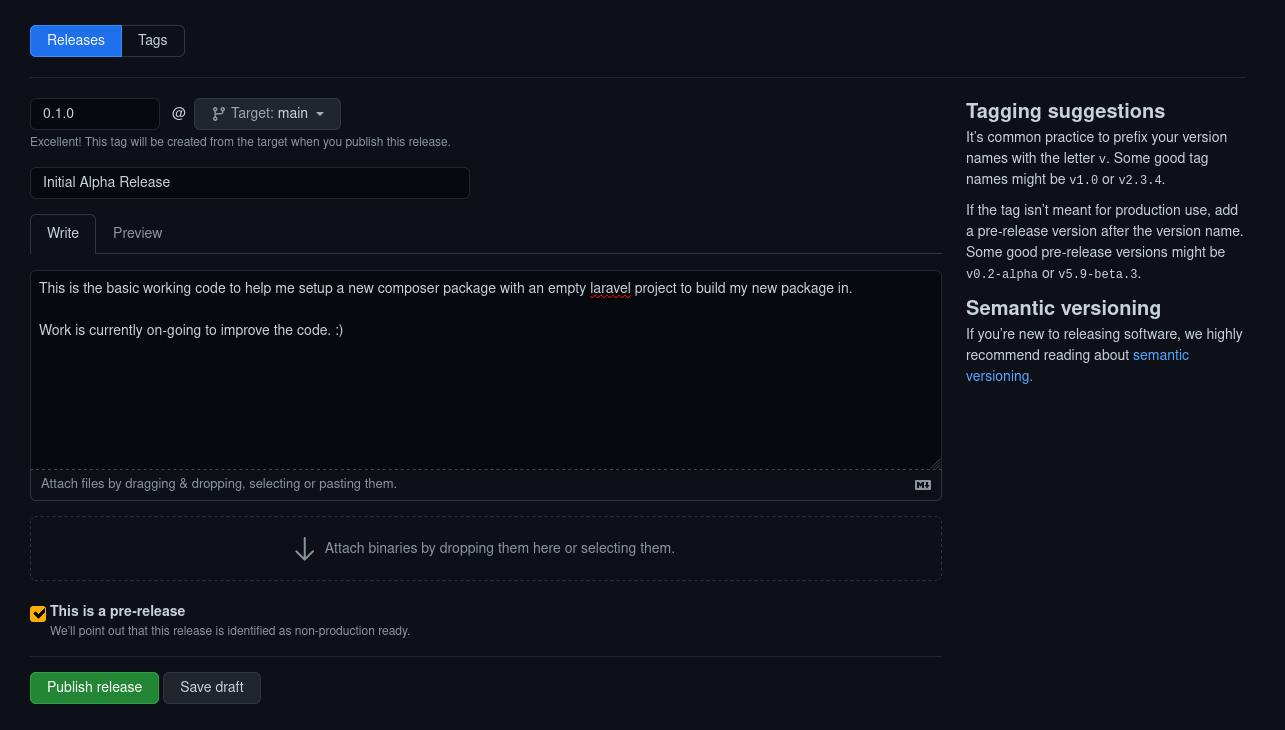 Releases
Tags
0.1.0
@
Target: main
Excellent! This tag will be created from the target when you publish this release.
Initial Alpha Release
Write
Preview
This is the basic working code to help me setup a new composer package with an empty laravel project to build my new package in.
Work is currently on-going to improve the code. :)
Attach files by dragging & dropping, selecting or pasting them.
Attach binaries by dropping them here or selecting them.
This is a pre-release
We'll point out that this release is identified as non-production ready.
Publish release
Save draft
Tagging suggestions
It's common practice to prefix your version
names with the letter v. Some good tag
names might be v1.0 or v2.3.4.
If the tag isn't meant for production use, add
a pre-release version after the version name.
Some good pre-release versions might be
v0.2-alpha or v5.9-beta.3.
Semantic versioning
If you're new to releasing software, we highly
recommend reading about semantic
versioning.